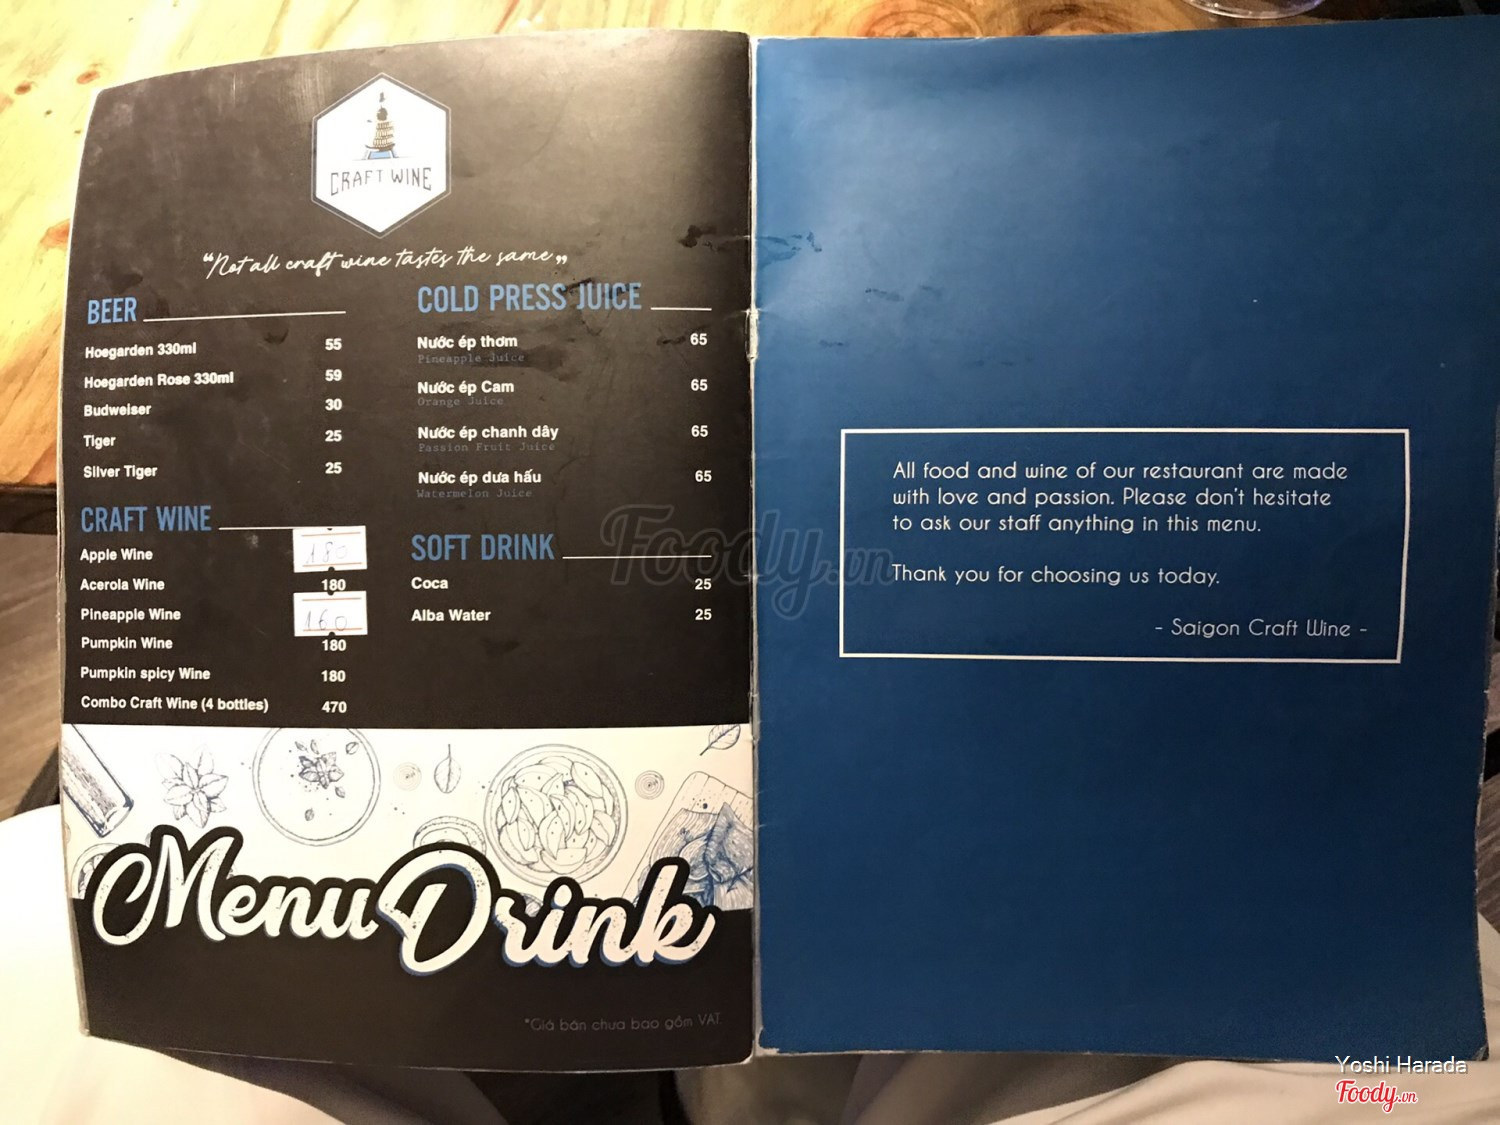 CRAFT WINE
“Not all craft wine tastes the same„
BEER
Hoegarden 330ml 55
Hoegarden Rose 330ml 59
Budweiser 30
Tiger 25
Silver Tiger 25
CRAFT WINE
Apple Wine 180
Acerola Wine 180
Pineapple Wine 160
Pumpkin Wine 180
Pumpkin spicy Wine 180
Combo Craft Wine (4 bottles) 470
COLD PRESS JUICE
Nước ép thơm 65
Pineapple Juice
Nước ép Cam 65
Orange Juice
Nước ép chanh dây 65
Passion Fruit Juice
Nước ép dưa hấu 65
Watermelon Juice
SOFT DRINK
Coca 25
Alba Water 25
Menu Drink
*Giá bán chưa bao gồm VAT.
All food and wine of our restaurant are made
with love and passion. Please don't hesitate
to ask our staff anything in this menu.
Thank you for choosing us today.
- Saigon Craft Wine -
Foody.vn
Yoshi Harada
Foody.vn